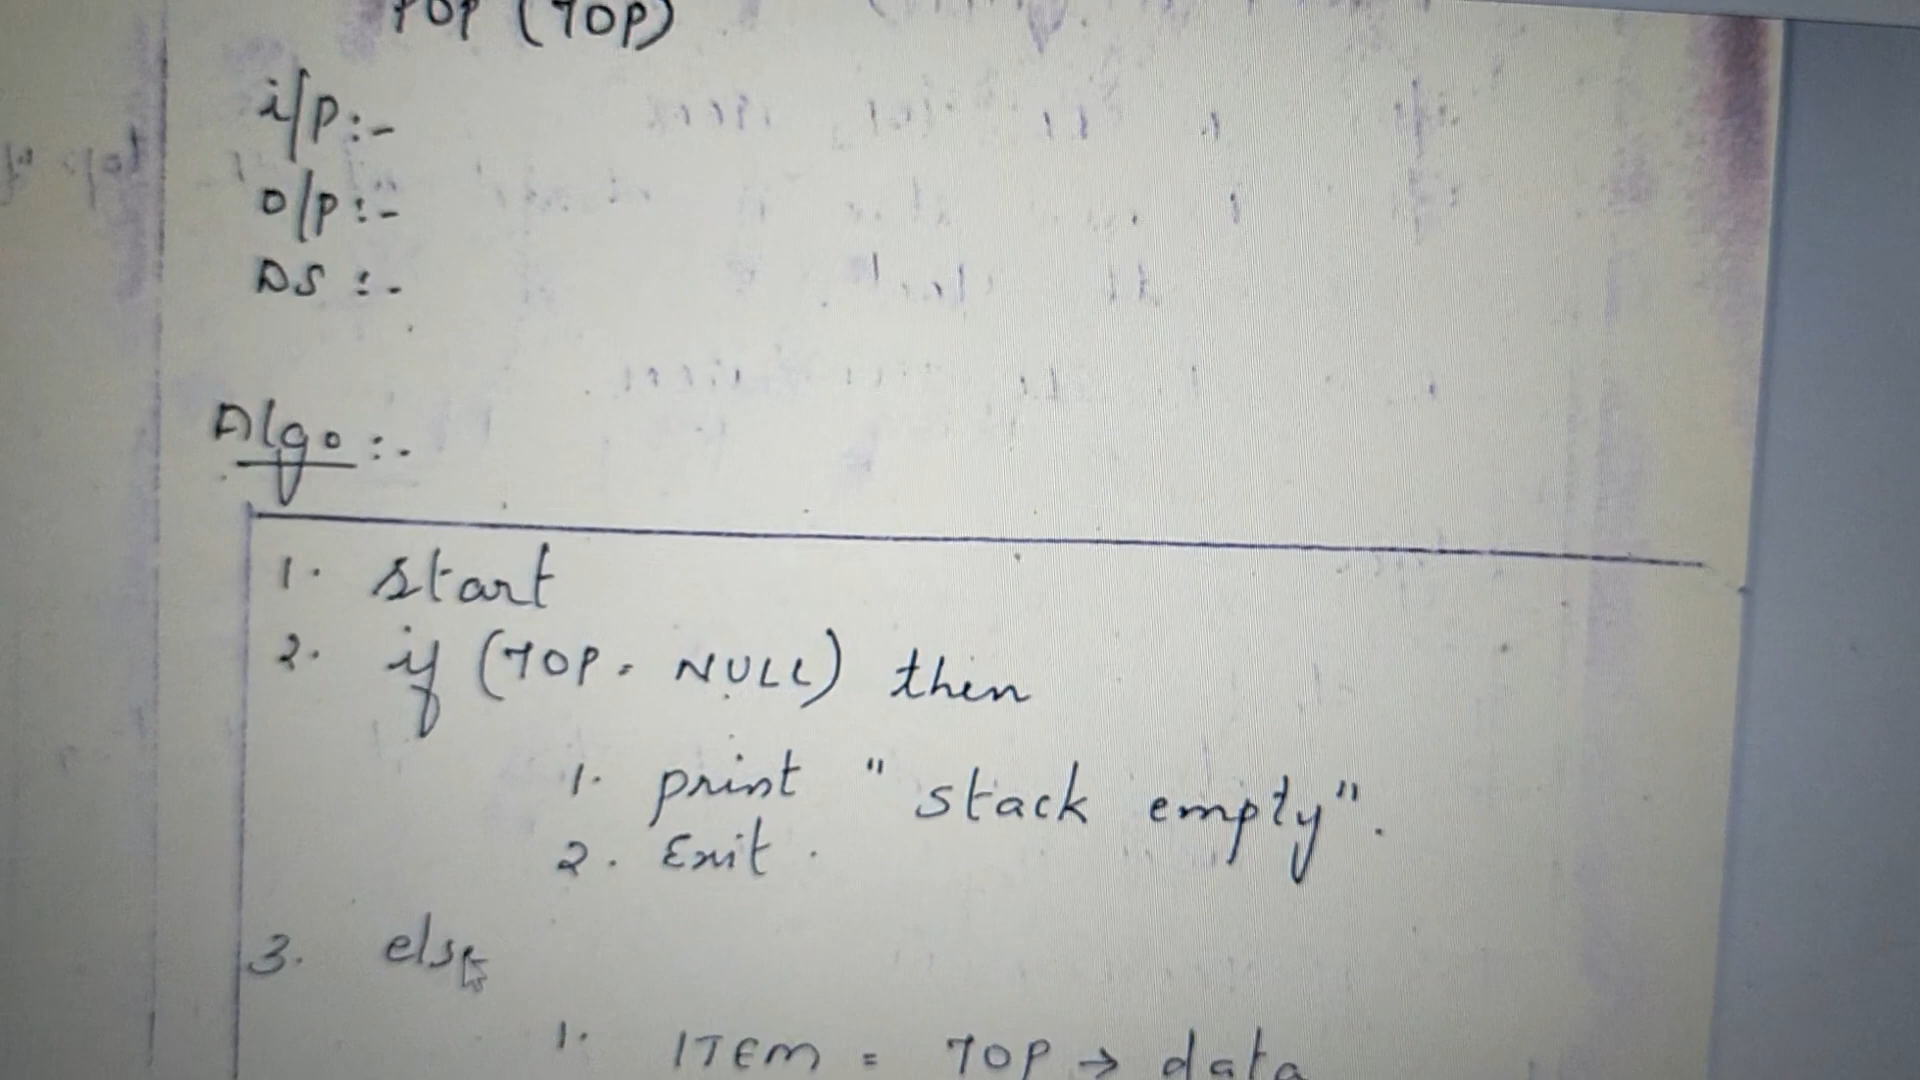 POP (TOP)
i/p:-
o/p:-
DS :-
Algo :-
1. start
2. if (TOP = NULL) then
1. print "stack empty".
2. Exit.
3. else
1. ITEM = TOP → data